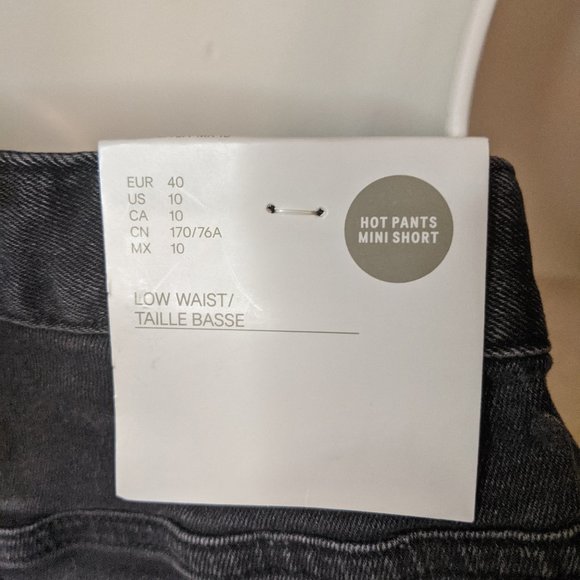 EUR 40
US 10
CA 10
CN 170/76A
MX 10
HOT PANTS
MINI SHORT
LOW WAIST/
TAILLE BASSE